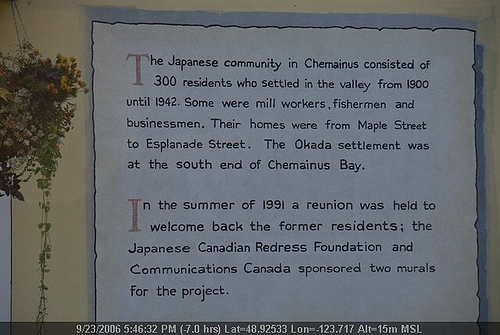 The Japanese community in Chemainus consisted of
300 residents who settled in the valley from 1900
until 1942. Some were mill workers, fishermen and
businessmen. Their homes were from Maple Street
to Esplanade Street. The Okada settlement was
at the south end of Chemainus Bay.
In the summer of 1991 a reunion was held to
welcome back the former residents; the
Japanese Canadian Redress Foundation and
Communications Canada sponsored two murals
for the project.
9/23/2006 5:46:32 PM (-7.0 hrs) Lat=48.92533 Lon=-123.717 Alt=15m MSL